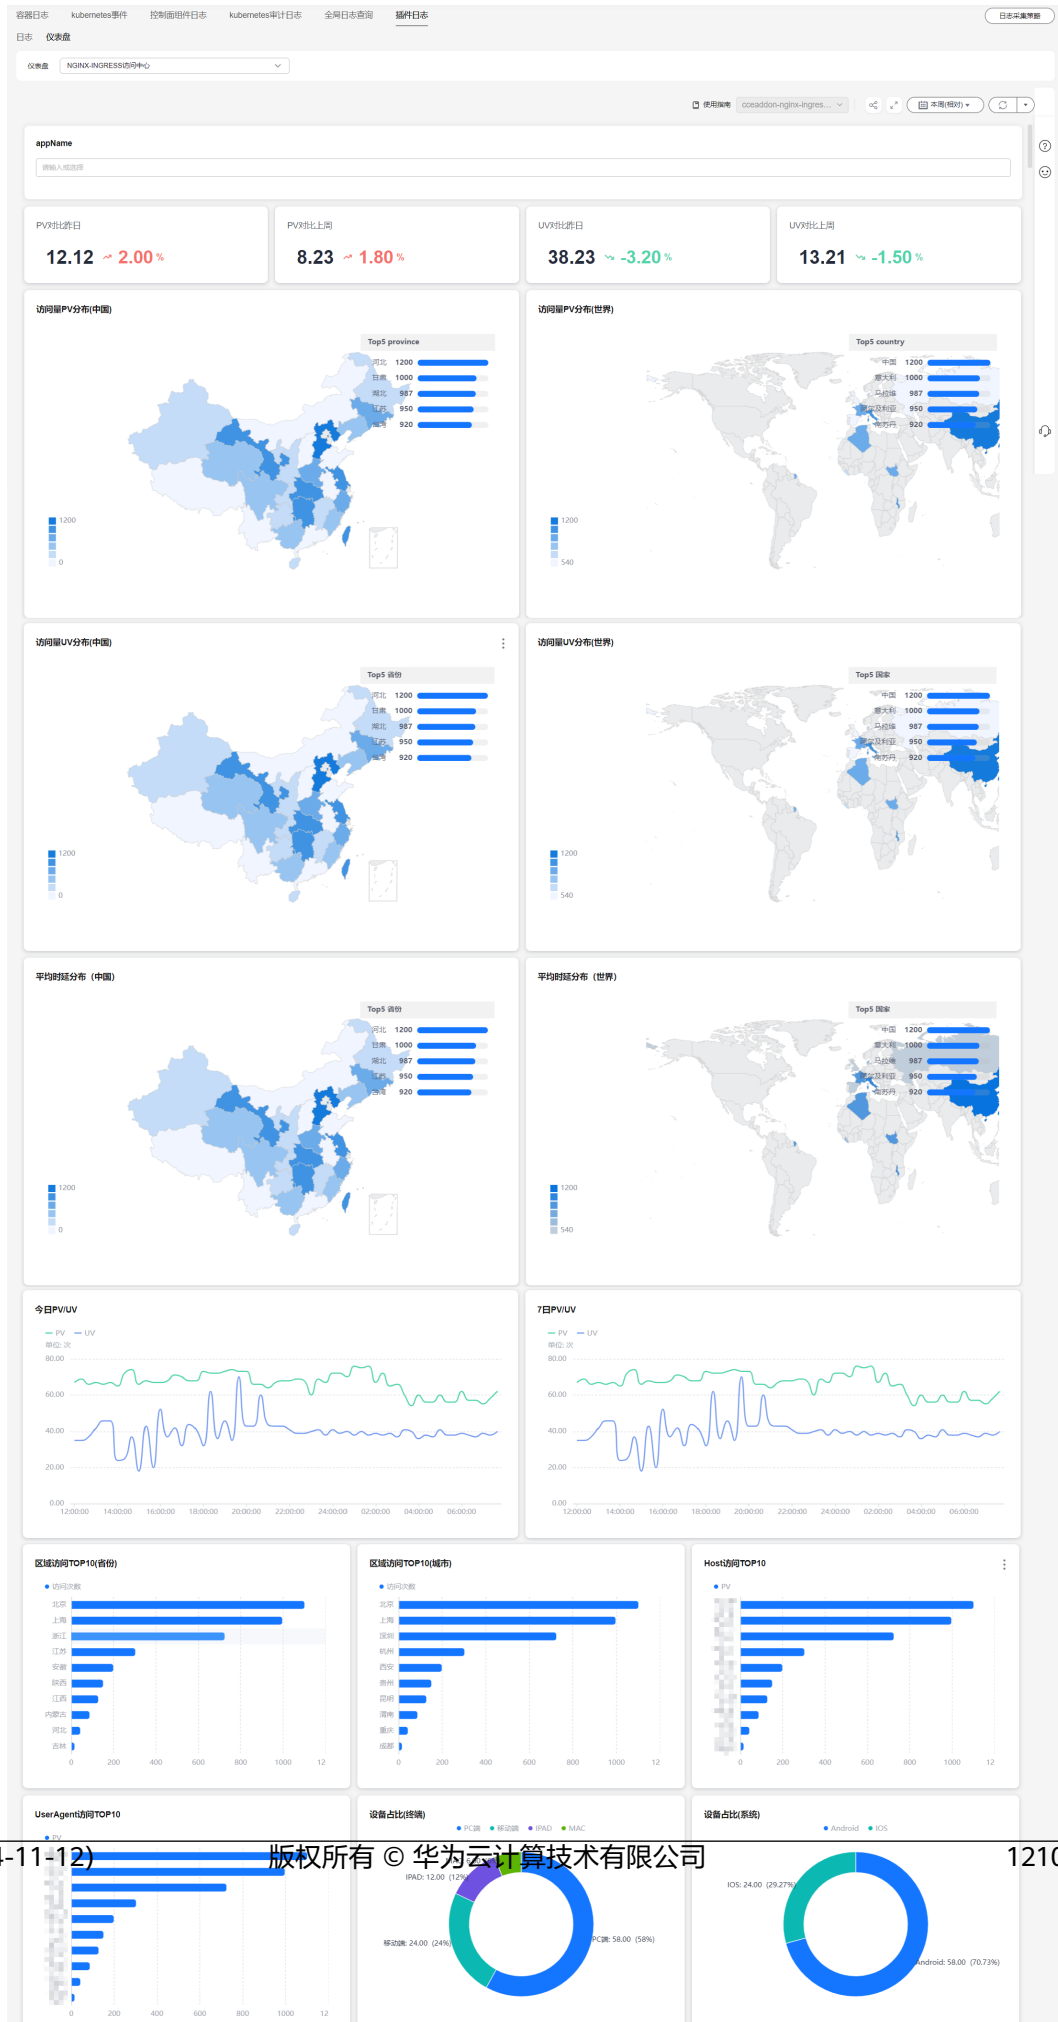 容器日志 kubernetes事件 控制面组件日志 kubernetes审计日志 全局日志查询 插件日志 日志采集策略
日志 仪表盘
仪表盘 NGINX-INGRESS访问中心
使用指南 cceaddon-nginx-ingres... 本周(相对)
appName
请输入或选择
PV对比昨日 PV对比上周 UV对比昨日 UV对比上周
12.12 2.00% 8.23 1.80% 38.23 -3.20% 13.21 -1.50%
访问量PV分布(中国) 访问量PV分布(世界)
Top5 province Top5 country
河北 1200 中国 1200
甘肃 1000 意大利 1000
湖北 987 马拉维 987
江苏 950 阿尔及利亚 950
台湾 920 南苏丹 920
1200 1200
0 540
访问量UV分布(中国) 访问量UV分布(世界)
Top5 省份 Top5 国家
河北 1200 中国 1200
甘肃 1000 意大利 1000
湖北 987 马拉维 987
江苏 950 阿尔及利亚 950
台湾 920 南苏丹 920
1200 1200
0 540
平均时延分布（中国） 平均时延分布（世界）
Top5 省份 Top5 国家
河北 1200 中国 1200
甘肃 1000 意大利 1000
湖北 987 马拉维 987
江苏 950 阿尔及利亚 950
台湾 920 南苏丹 920
1200 1200
0 540
今日PV/UV 7日PV/UV
PV UV PV UV
单位: 次 单位: 次
80.00 80.00
60.00 60.00
40.00 40.00
20.00 20.00
0.00 0.00
12:00:00 14:00:00 16:00:00 18:00:00 20:00:00 22:00:00 24:00:00 02:00:00 04:00:00 06:00:00 12:00:00 14:00:00 16:00:00 18:00:00 20:00:00 22:00:00 24:00:00 02:00:00 04:00:00 06:00:00
区域访问TOP10(省份) 区域访问TOP10(城市) Host访问TOP10
访问次数 访问次数 PV
北京 北京
上海 上海
浙江 深圳
江苏 杭州
安徽 西安
陕西 贵州
江西 昆明
内蒙古 渭南
河北 重庆
吉林 成都
0 200 400 600 800 1000 12 0 200 400 600 800 1000 12 0 200 400 600 800 1000 12
UserAgent访问TOP10 设备占比(终端) 设备占比(系统)
PV PC端 移动端 IPAD MAC Android IOS
4-11-12) 版权所有 © 华为云计算技术有限公司 1210
IPAD: 12.00 (12%) IOS: 24.00 (29.27%)
移动端: 24.00 (24%) PC端: 58.00 (58%) Android: 58.00 (70.73%)
0 200 400 600 800 1000 12